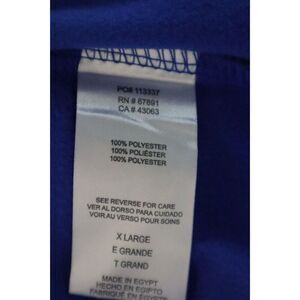 PO# 113337
RN # 67891
CA # 43063
100% POLYESTER
100% POLIÉSTER
100% POLYESTER
SEE REVERSE FOR CARE
VER AL DORSO PARA CUIDADO
VOIR AU VERSO POUR SOINS
X LARGE
E GRANDE
T GRAND
MADE IN EGYPT
HECHO EN EGIPTO
FABRIQUÉ EN ÉGYPTE